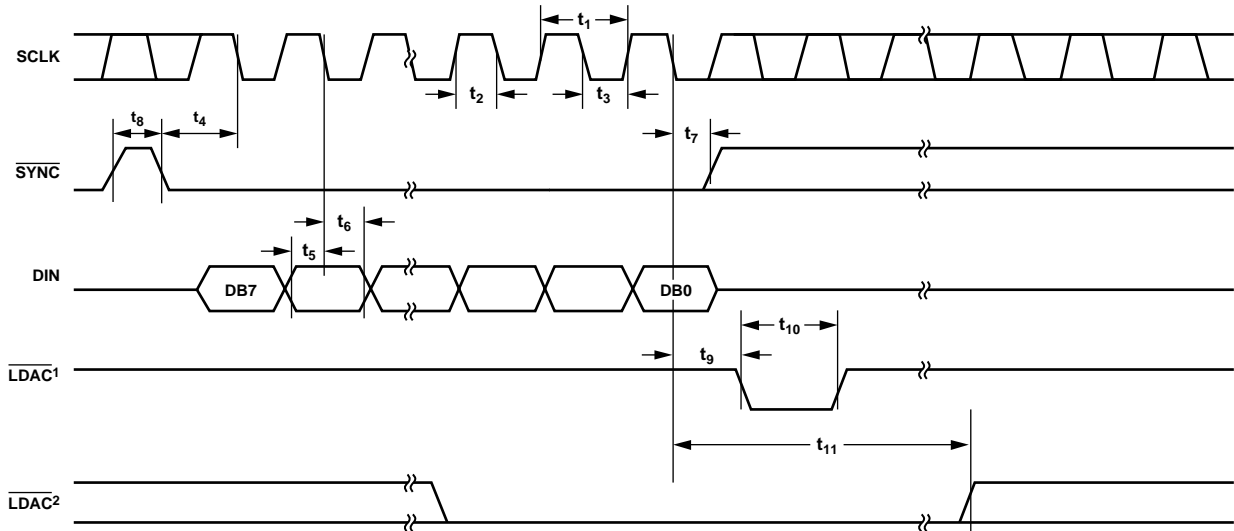 t1
SCLK
t2
t3
t8
t4
t7
SYNC
t6
t5
DIN
DB7
DB0
t10
t9
LDAC1
t11
LDAC2